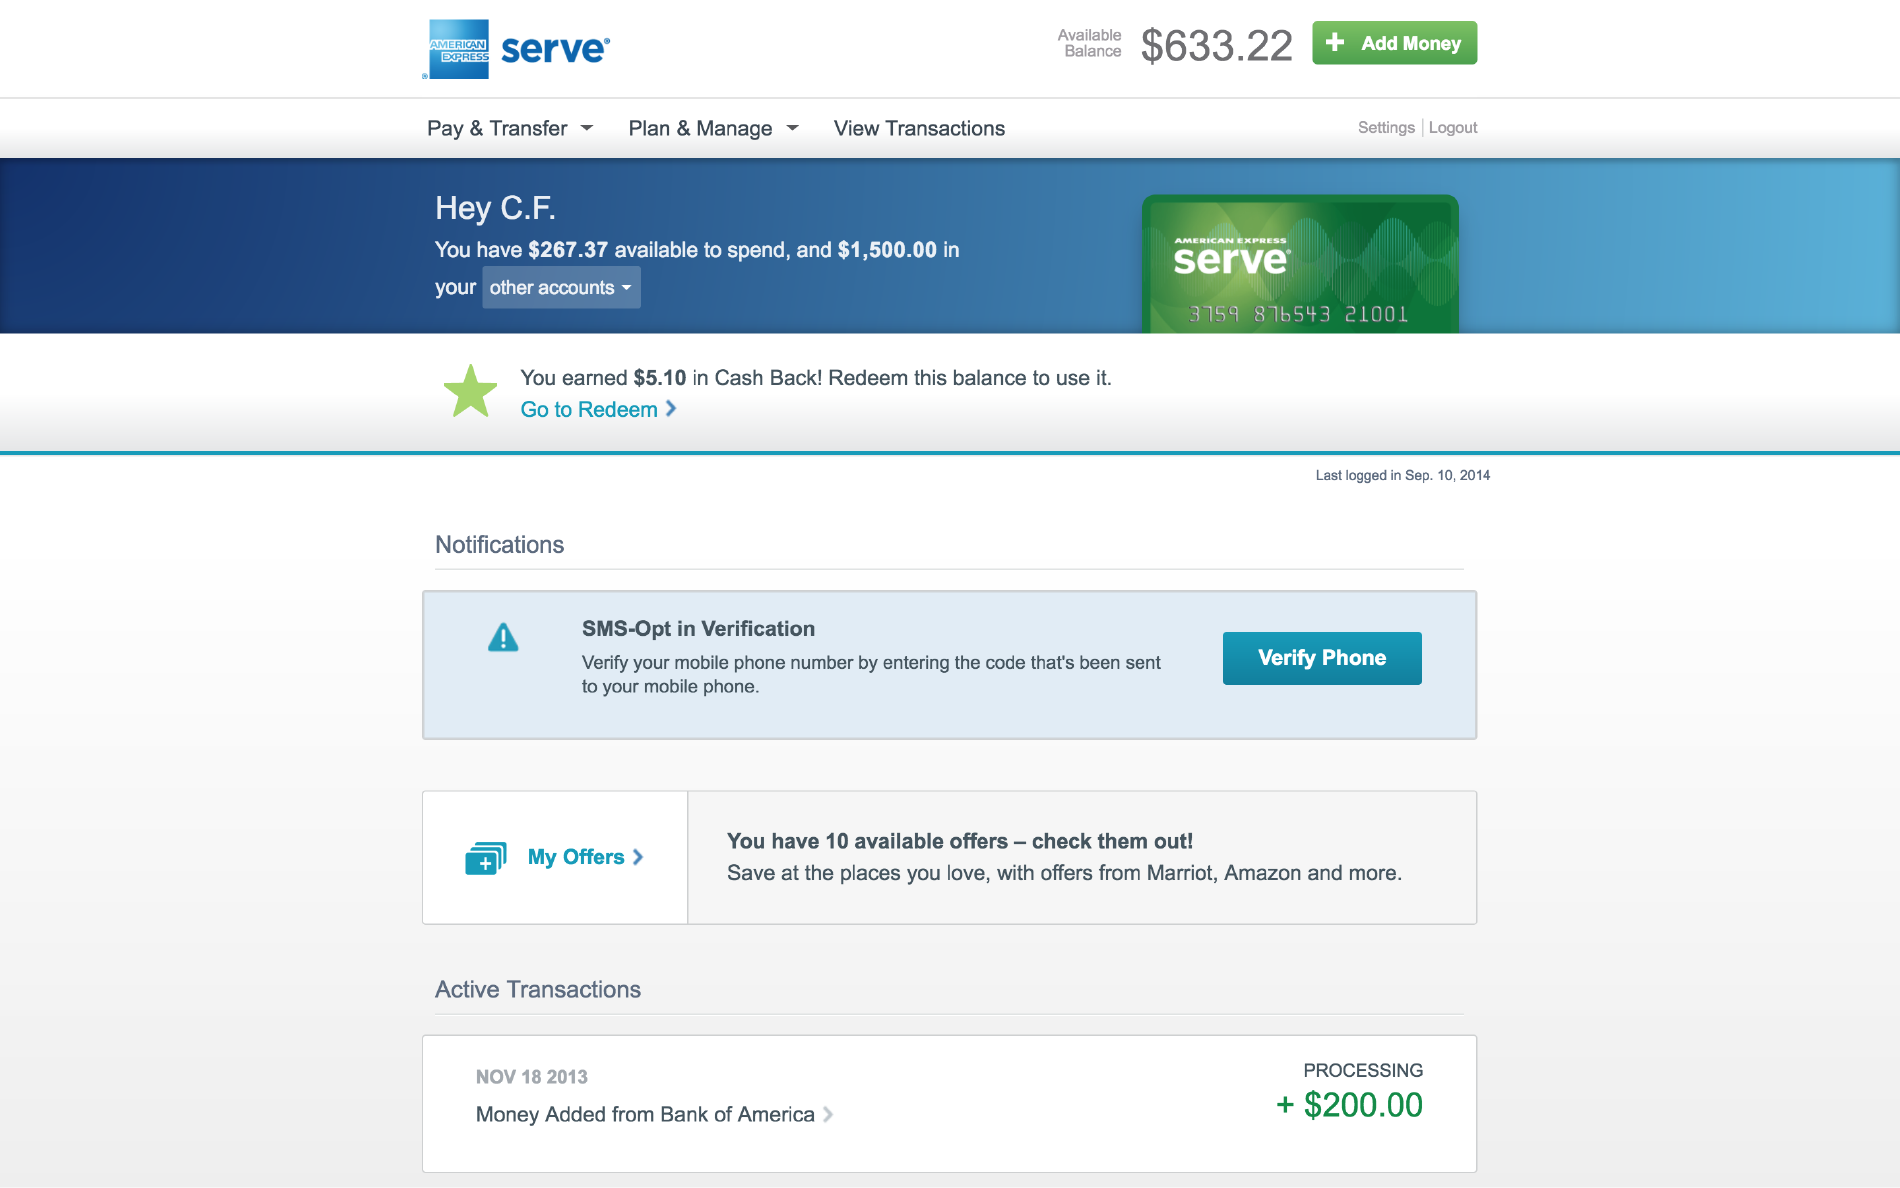 AMERICAN
EXPRESS
®
serve®
Available
Balance
$633.22
Add Money
Pay & Transfer
Plan & Manage
View Transactions
Settings
Logout
Hey C.F.
You have $267.37 available to spend, and $1,500.00 in
your other accounts
AMERICAN EXPRESS
serve®
3759 876543 21001
You earned $5.10 in Cash Back! Redeem this balance to use it.
Go to Redeem
Last logged in Sep. 10, 2014
Notifications
SMS-Opt in Verification
Verify your mobile phone number by entering the code that's been sent
to your mobile phone.
Verify Phone
My Offers
You have 10 available offers – check them out!
Save at the places you love, with offers from Marriot, Amazon and more.
Active Transactions
NOV 18 2013
Money Added from Bank of America
PROCESSING
+ $200.00